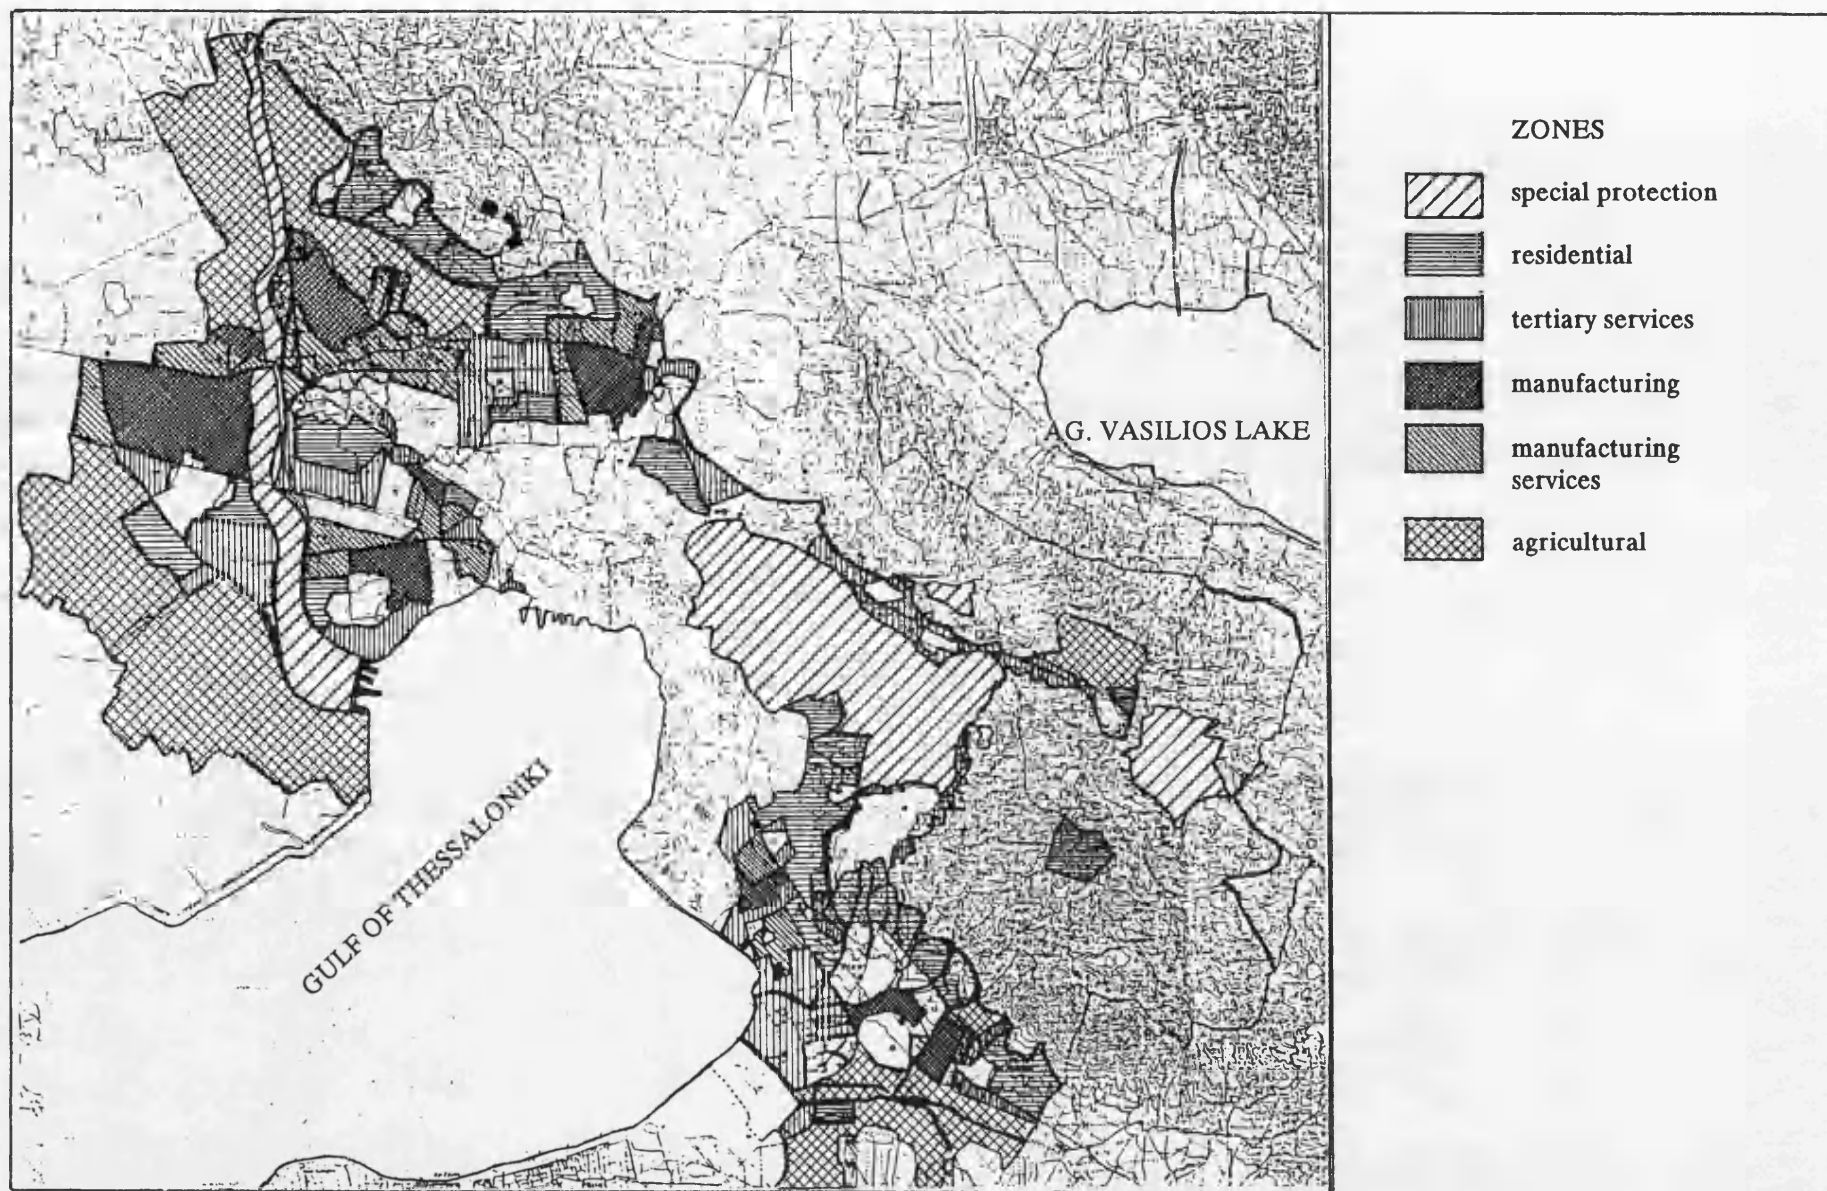 ZONES
special protection
residential
tertiary services
manufacturing
manufacturing
services
agricultural
AG. VASILIOS LAKE
GULF OF THESSALONIKI